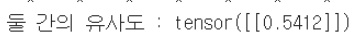 둘 간의 유사도 : tensor([[0.5412]])